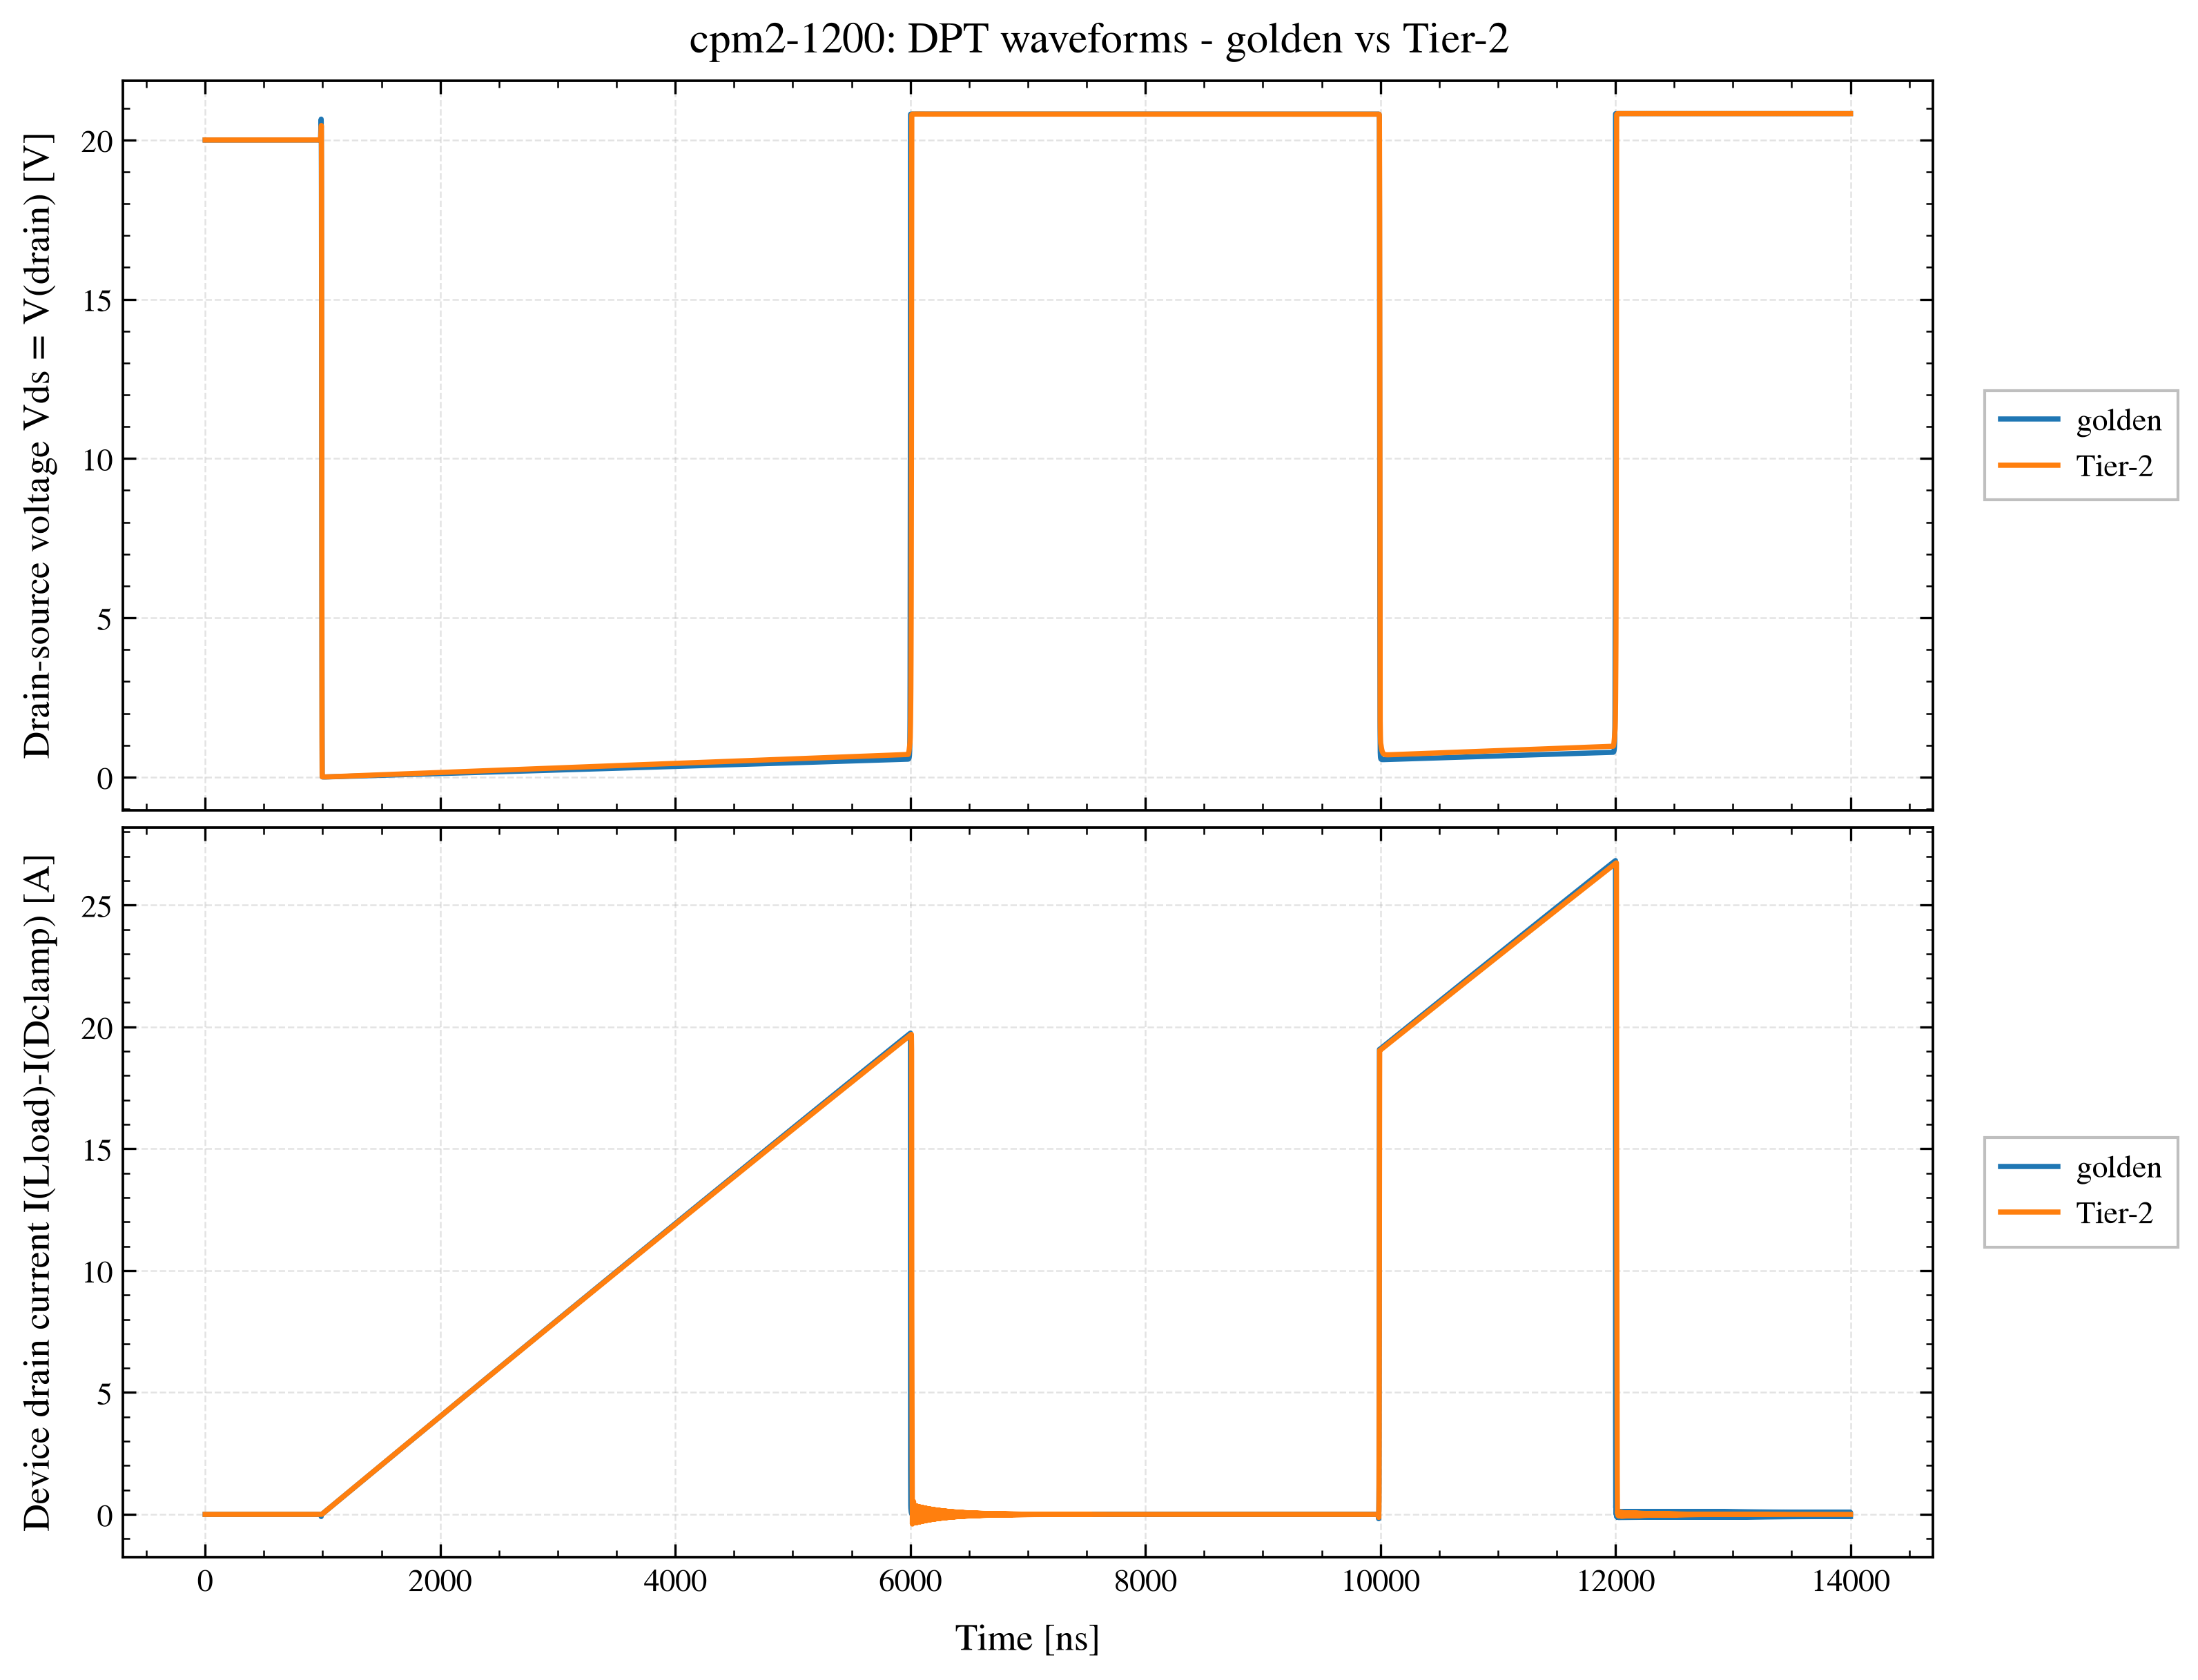 cpm2-1200: DPT waveforms - golden vs Tier-2
Drain-source voltage Vds = V(drain) [V]
20
15
10
5
0
golden
Tier-2
Device drain current I(Lload)-I(Dclamp) [A]
25
20
15
10
5
0
golden
Tier-2
0 2000 4000 6000 8000 10000 12000 14000
Time [ns]